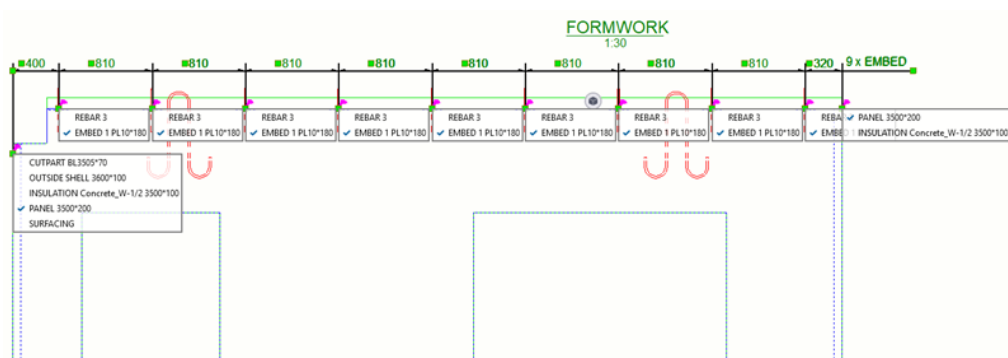 FORMWORK
1:30
400 810 810 810 810 810 810 810 810 320 9 x EMBED
REBAR 3 REBAR 3 REBAR 3 REBAR 3 REBAR 3 REBAR 3 REBAR 3 REBAR 3 REBA PANEL 3500*200
EMBED 1 PL10*180 EMBED 1 PL10*180 EMBED 1 PL10*180 EMBED 1 PL10*180 EMBED 1 PL10*180 EMBED 1 PL10*180 EMBED 1 PL10*180 EMBED 1 PL10*180 EMBE INSULATION Concrete_W-1/2 3500*100
CUTPART BL3505*70
OUTSIDE SHELL 3600*100
INSULATION Concrete_W-1/2 3500*100
PANEL 3500*200
SURFACING